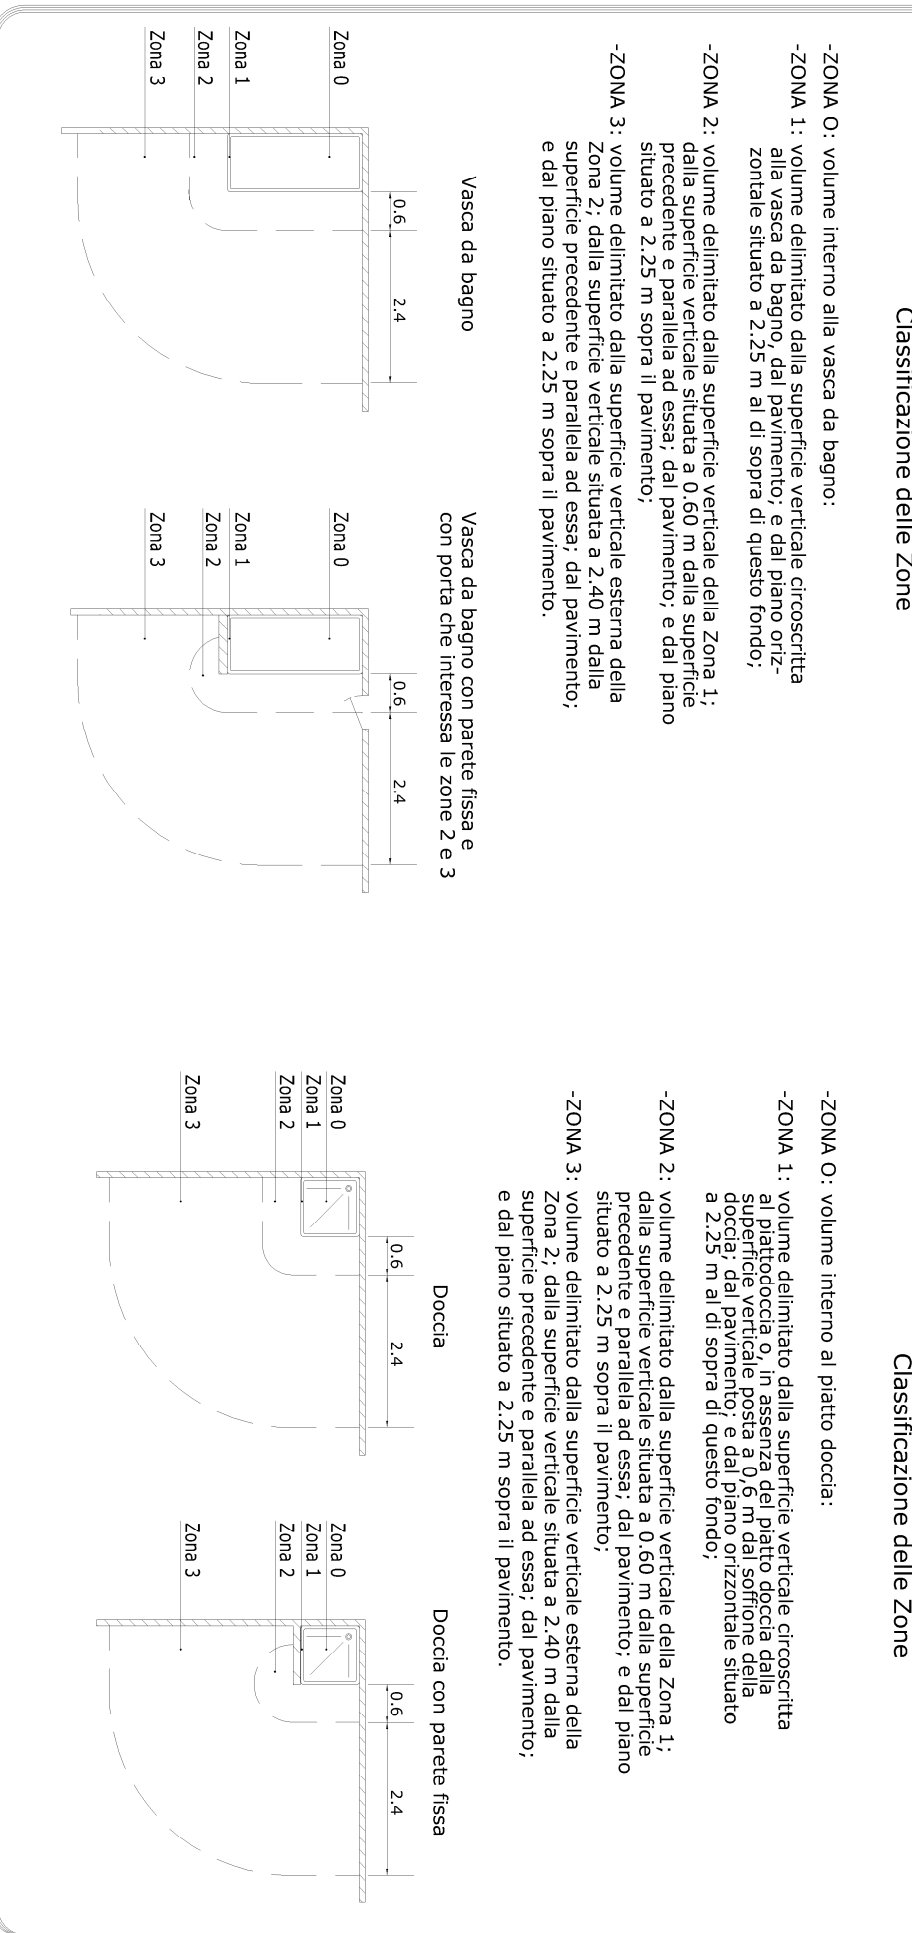 Classificazione delle Zone
-ZONA O: volume interno alla vasca da bagno:
-ZONA 1: volume delimitato dalla superficie verticale circoscritta
alla vasca da bagno, dal pavimento; e dal piano oriz-
zontale situato a 2.25 m al di sopra di questo fondo;
-ZONA 2: volume delimitato dalla superficie verticale della Zona 1;
dalla superficie verticale situata a 0.60 m dalla superficie
precedente e parallela ad essa; dal pavimento; e dal piano
situato a 2.25 m sopra il pavimento;
-ZONA 3: volume delimitato dalla superficie verticale esterna della
Zona 2; dalla superficie verticale situata a 2.40 m dalla
superficie precedente e parallela ad essa; dal pavimento;
e dal piano situato a 2.25 m sopra il pavimento.
Vasca da bagno
0.6
2.4
Zona 0
Zona 1
Zona 2
Zona 3
Vasca da bagno con parete fissa e
con porta che interessa le zone 2 e 3
0.6
2.4
Zona 0
Zona 1
Zona 2
Zona 3
Classificazione delle Zone
-ZONA O: volume interno al piatto doccia:
-ZONA 1: volume delimitato dalla superficie verticale circoscritta
al piattodoccia o, in assenza del piatto doccia dalla
superficie verticale posta a 0,6 m dal soffione della
doccia; dal pavimento; e dal piano orizzontale situato
a 2.25 m al di sopra di questo fondo;
-ZONA 2: volume delimitato dalla superficie verticale della Zona 1;
dalla superficie verticale situata a 0.60 m dalla superficie
precedente e parallela ad essa; dal pavimento; e dal piano
situato a 2.25 m sopra il pavimento;
-ZONA 3: volume delimitato dalla superficie verticale esterna della
Zona 2; dalla superficie verticale situata a 2.40 m dalla
superficie precedente e parallela ad essa; dal pavimento;
e dal piano situato a 2.25 m sopra il pavimento.
Doccia
0.6
2.4
Zona 0
Zona 1
Zona 2
Zona 3
Doccia con parete fissa
0.6
2.4
Zona 0
Zona 1
Zona 2
Zona 3